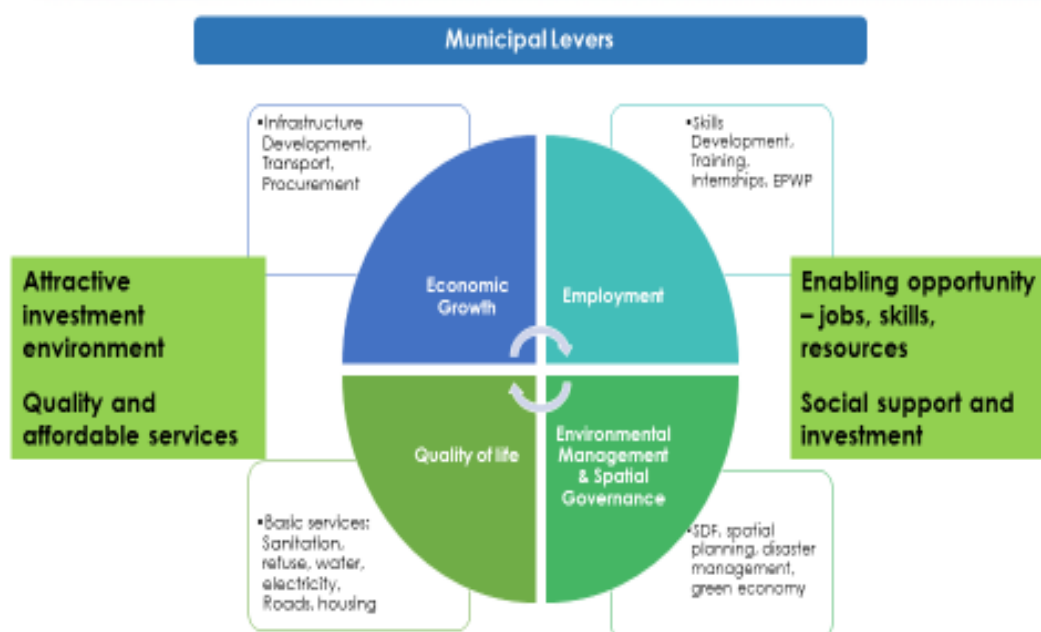 Municipal Levers
•Infrastructure
Development,
Transport,
Procurement
•Skills
Development,
Training,
Internships, EPWP
Attractive
investment
environment
Quality and
affordable services
Economic
Growth
Employment
Enabling opportunity
– jobs, skills,
resources
Social support and
investment
Quality of life
Environmental
Management
& Spatial
Governance
•Basic services:
Sanitation,
refuse, water,
electricity,
Roads, housing
•SDF, spatial
planning, disaster
management,
green economy